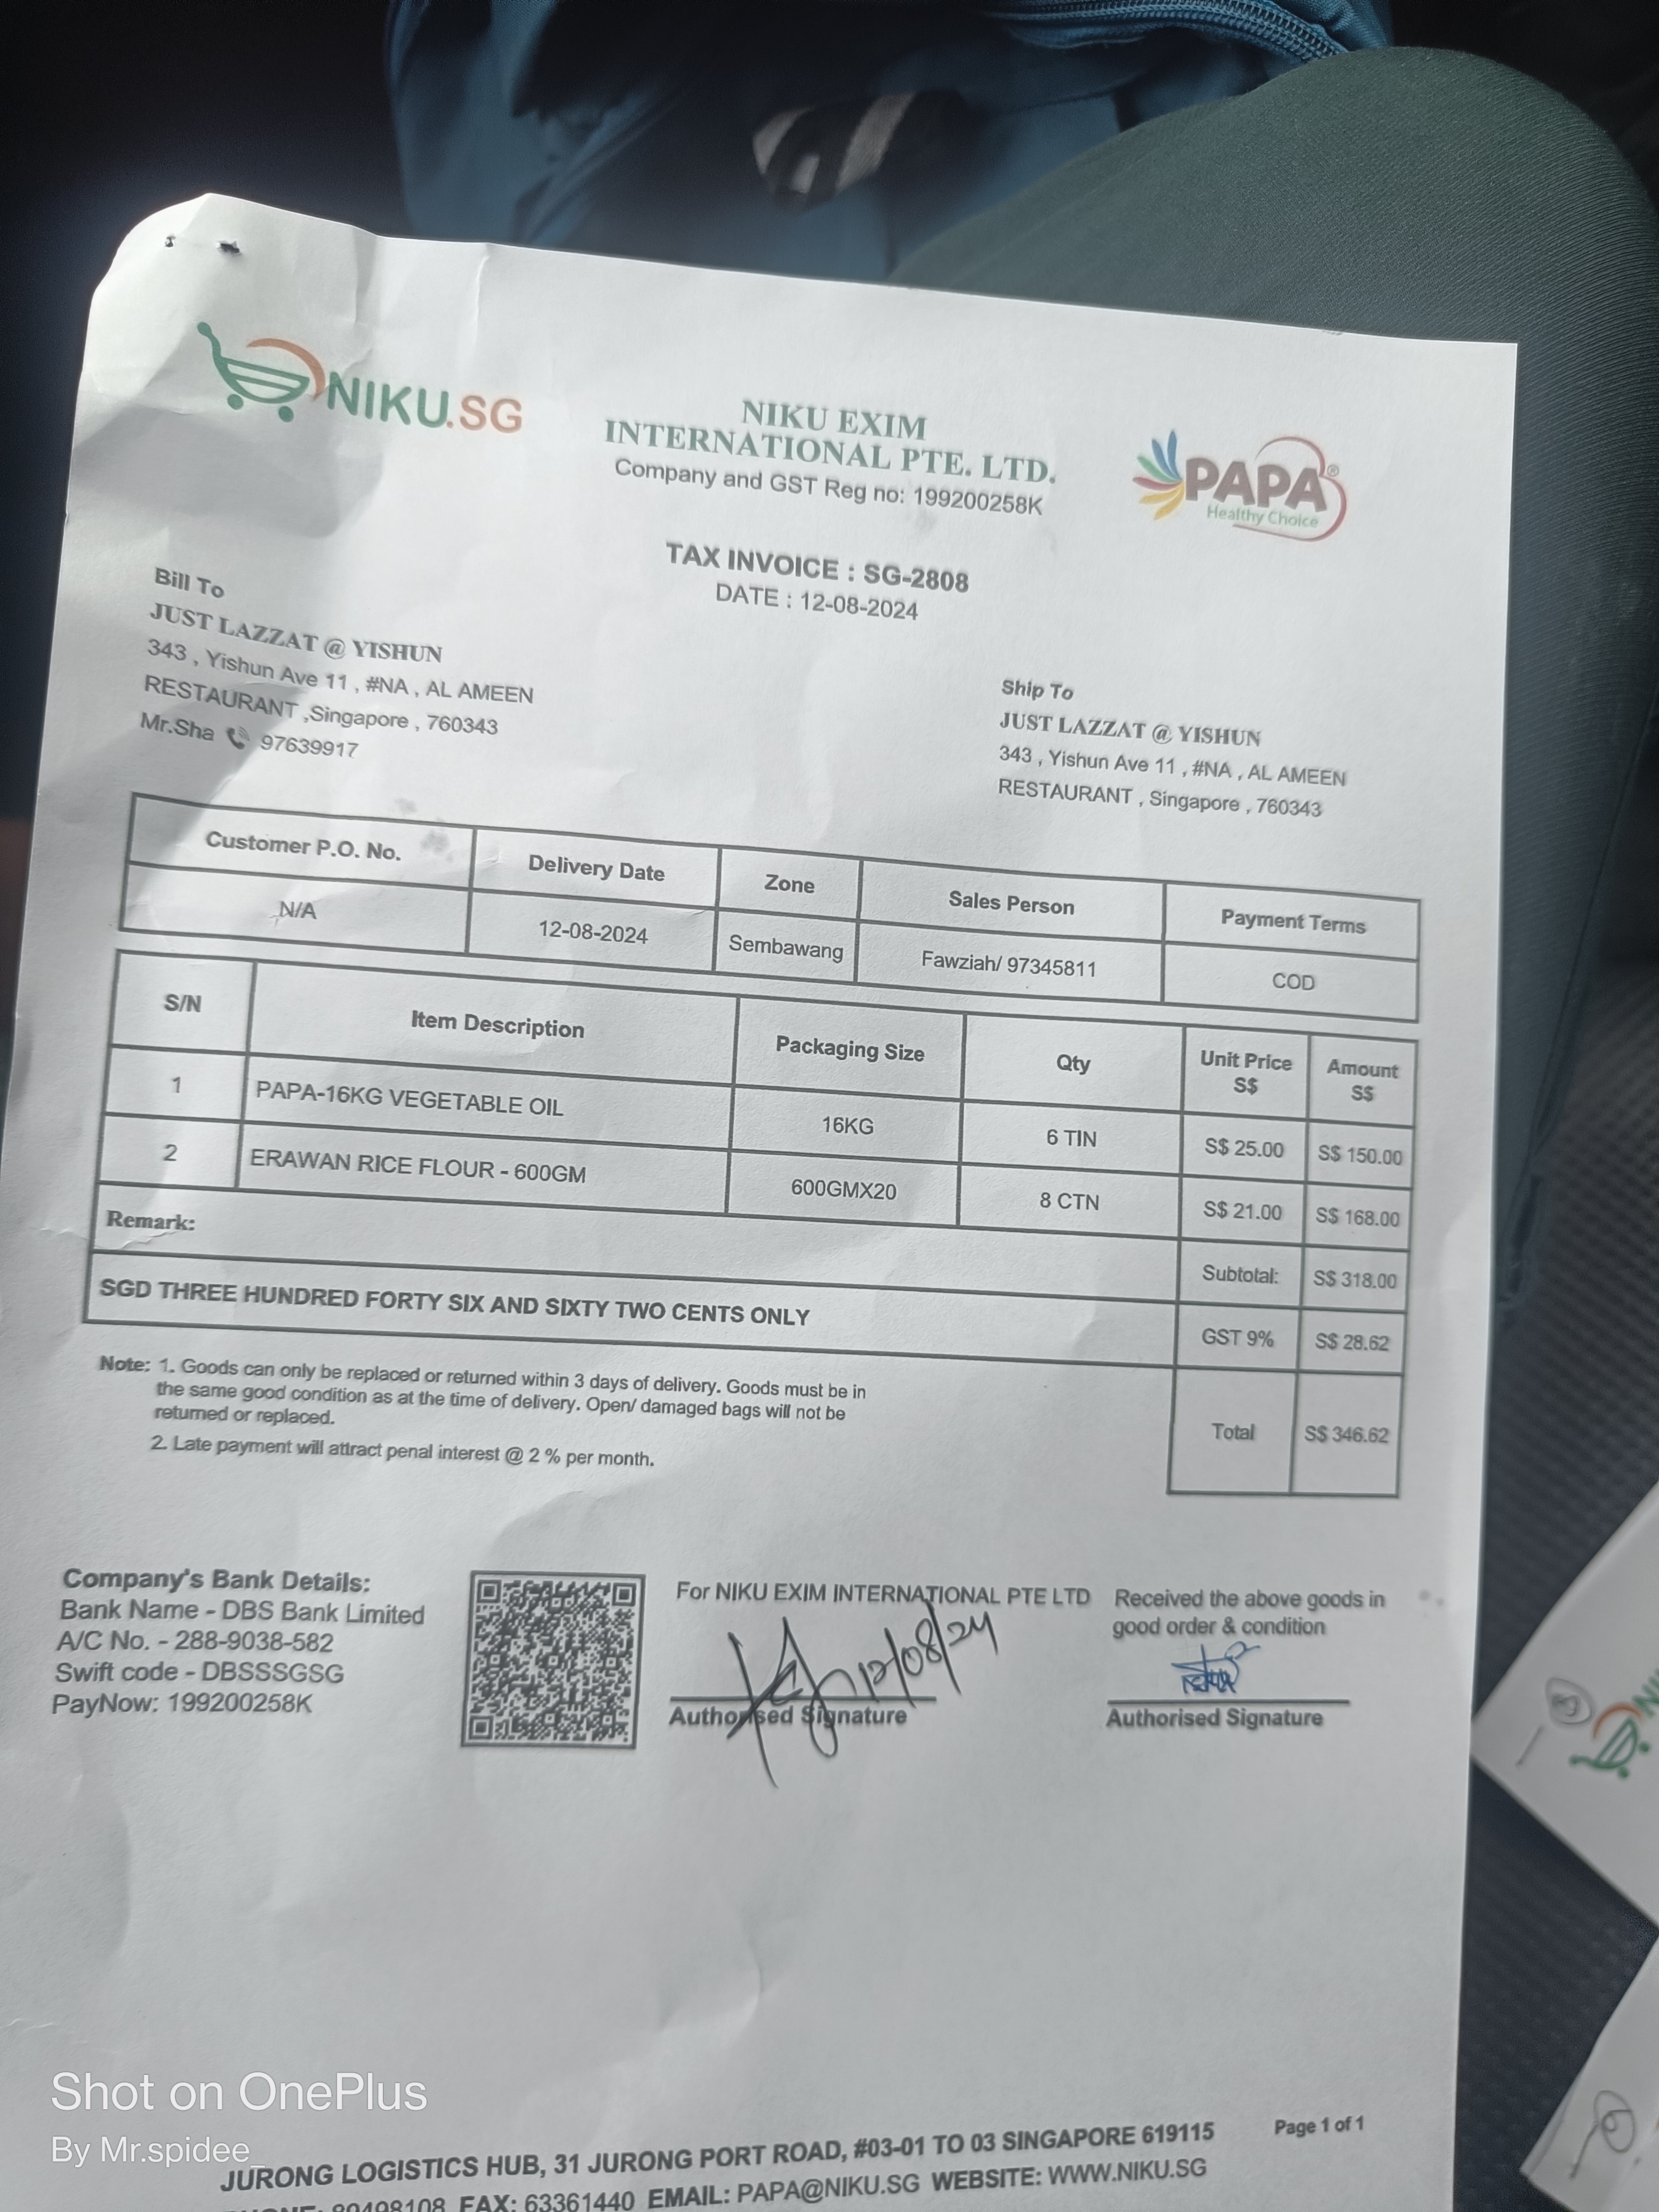 NIKU.SG
NIKU EXIM
INTERNATIONAL PTE. LTD.
Company and GST Reg no: 199200258K
PAPA®
Healthy Choice
TAX INVOICE : SG-2808
DATE : 12-08-2024
Bill To
JUST LAZZAT @ YISHUN
343 , Yishun Ave 11 , #NA , AL AMEEN
RESTAURANT ,Singapore , 760343
Mr.Sha 97639917
Ship To
JUST LAZZAT @ YISHUN
343 , Yishun Ave 11 , #NA , AL AMEEN
RESTAURANT , Singapore , 760343
Customer P.O. No. Delivery Date Zone Sales Person Payment Terms
N/A 12-08-2024 Sembawang Fawziah/ 97345811 COD
S/N Item Description Packaging Size Qty Unit Price S$ Amount S$
1 PAPA-16KG VEGETABLE OIL 16KG 6 TIN S$ 25.00 S$ 150.00
2 ERAWAN RICE FLOUR - 600GM 600GMX20 8 CTN S$ 21.00 S$ 168.00
Remark:
Subtotal: S$ 318.00
SGD THREE HUNDRED FORTY SIX AND SIXTY TWO CENTS ONLY
GST 9% S$ 28.62
Total S$ 346.62
Note: 1. Goods can only be replaced or returned within 3 days of delivery. Goods must be in
the same good condition as at the time of delivery. Open/ damaged bags will not be
returned or replaced.
2. Late payment will attract penal interest @ 2 % per month.
Company's Bank Details:
Bank Name - DBS Bank Limited
A/C No. - 288-9038-582
Swift code - DBSSSGSG
PayNow: 199200258K
For NIKU EXIM INTERNATIONAL PTE LTD
12/08/24
Authorised Signature
Received the above goods in
good order & condition
Authorised Signature
Shot on OnePlus
By Mr.spidee_
Page 1 of 1
JURONG LOGISTICS HUB, 31 JURONG PORT ROAD, #03-01 TO 03 SINGAPORE 619115
PHONE: 80498108 FAX: 63361440 EMAIL: PAPA@NIKU.SG WEBSITE: WWW.NIKU.SG